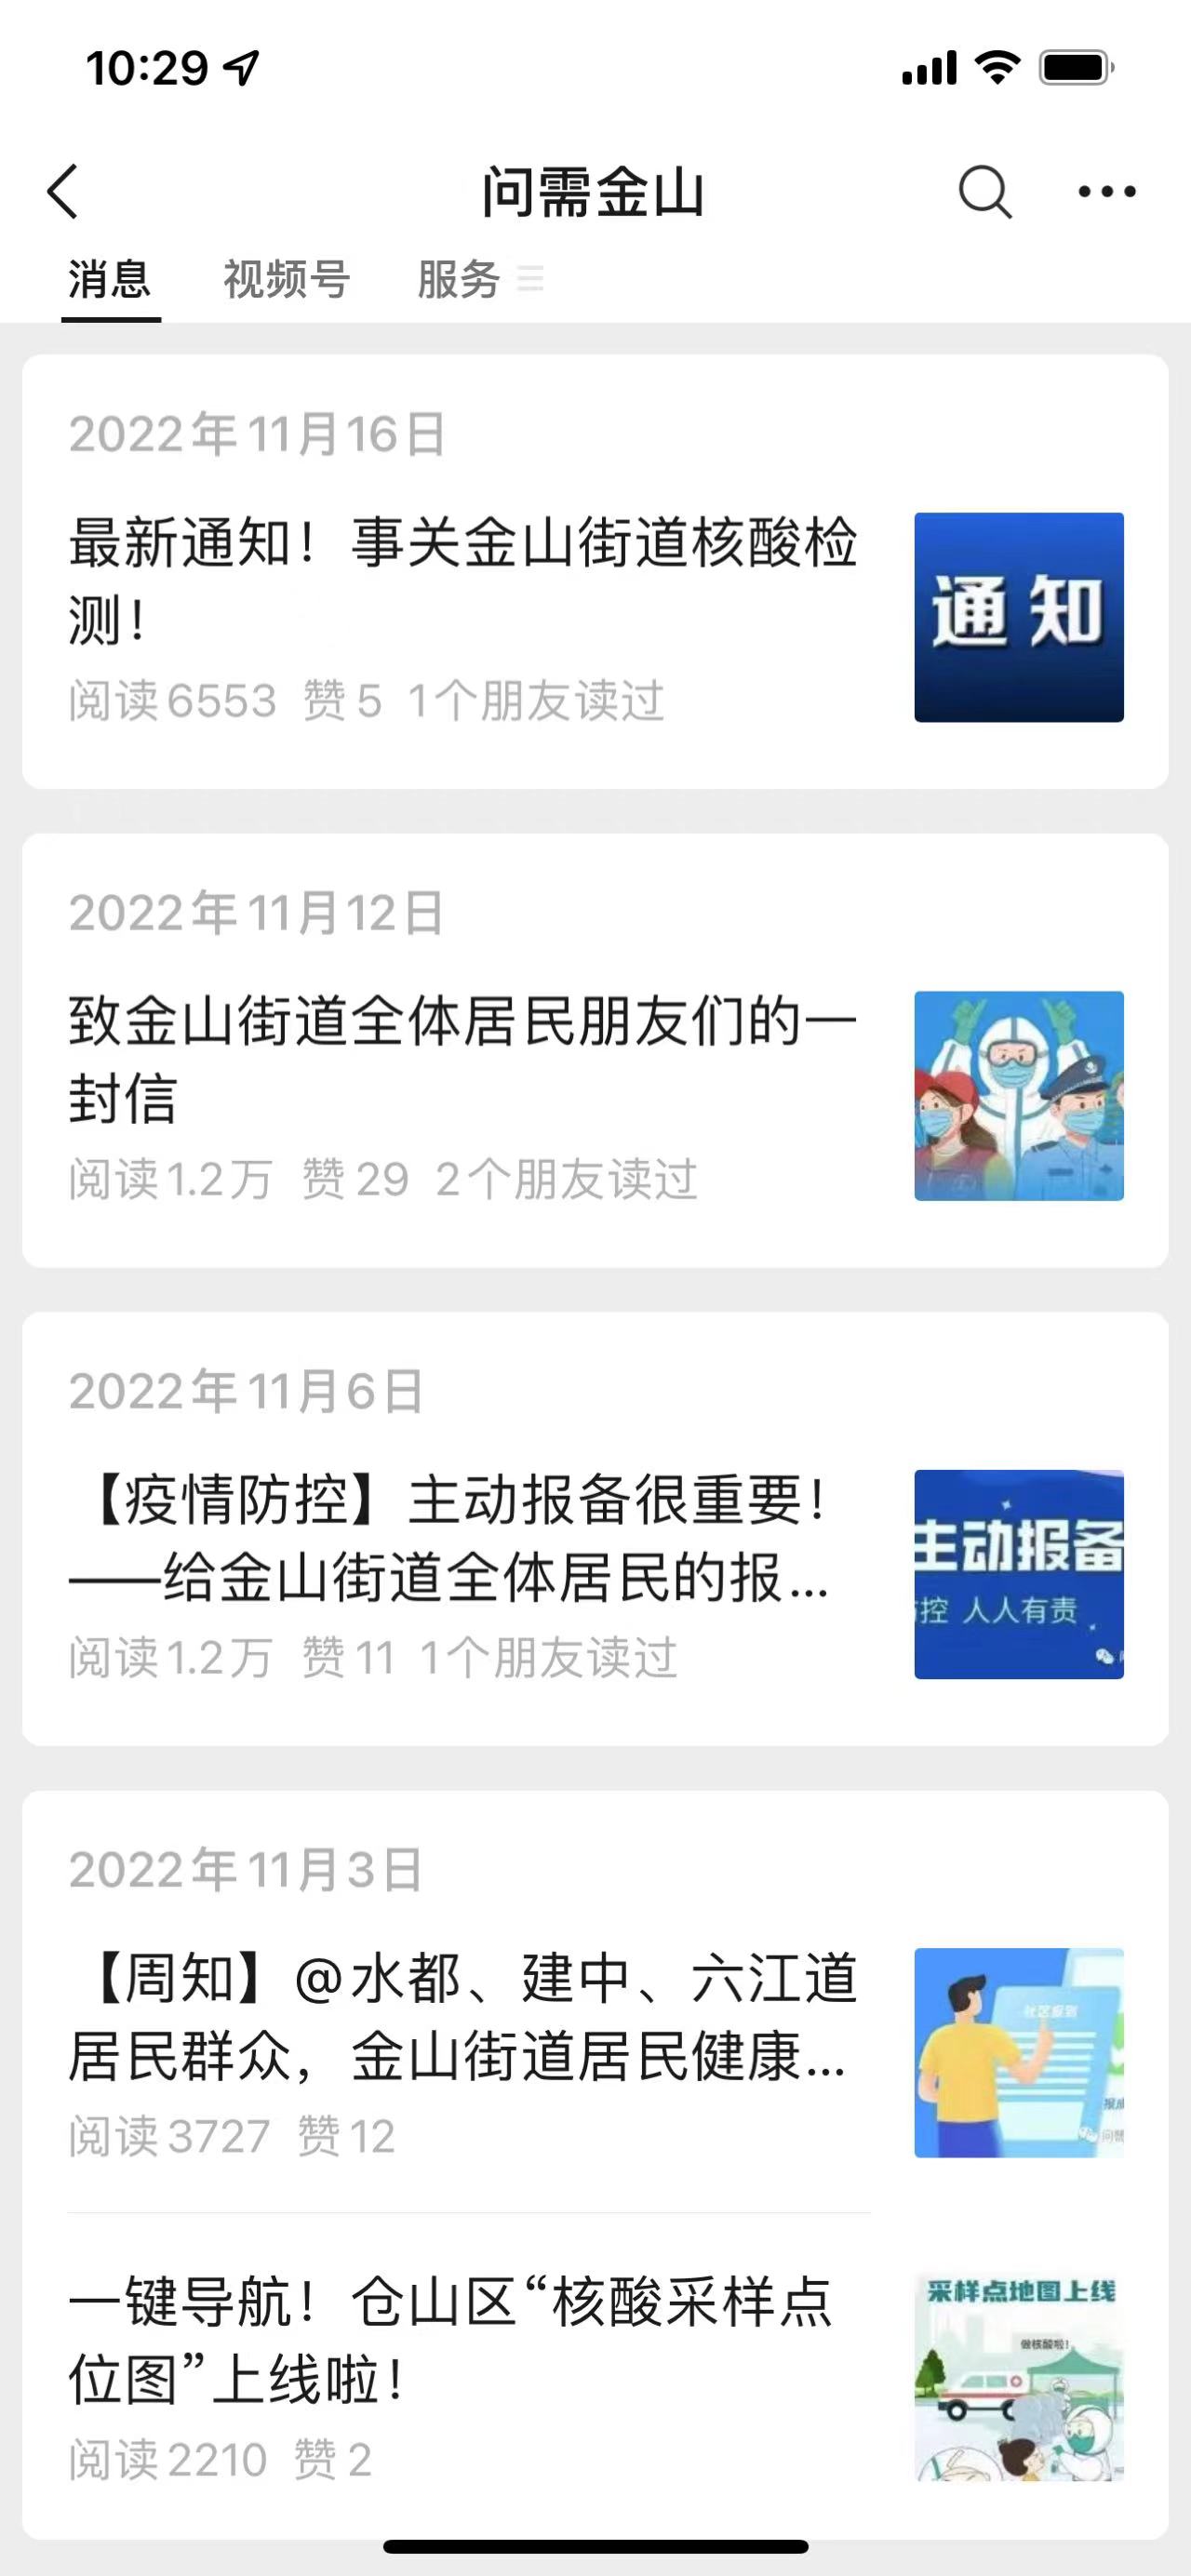 10:29
问需金山
消息 视频号 服务
2022年11月16日
最新通知！事关金山街道核酸检
测！
阅读6553 赞5 1个朋友读过
通知
2022年11月12日
致金山街道全体居民朋友们的一
封信
阅读1.2万 赞29 2个朋友读过
2022年11月6日
【疫情防控】主动报备很重要！
——给金山街道全体居民的报...
阅读1.2万 赞11 1个朋友读过
主动报备
控 人人有责
2022年11月3日
【周知】@水都、建中、六江道
居民群众，金山街道居民健康...
阅读3727 赞12
社区报到
一键导航！仓山区“核酸采样点
位图”上线啦！
阅读2210 赞2
采样点地图上线
做核酸啦！